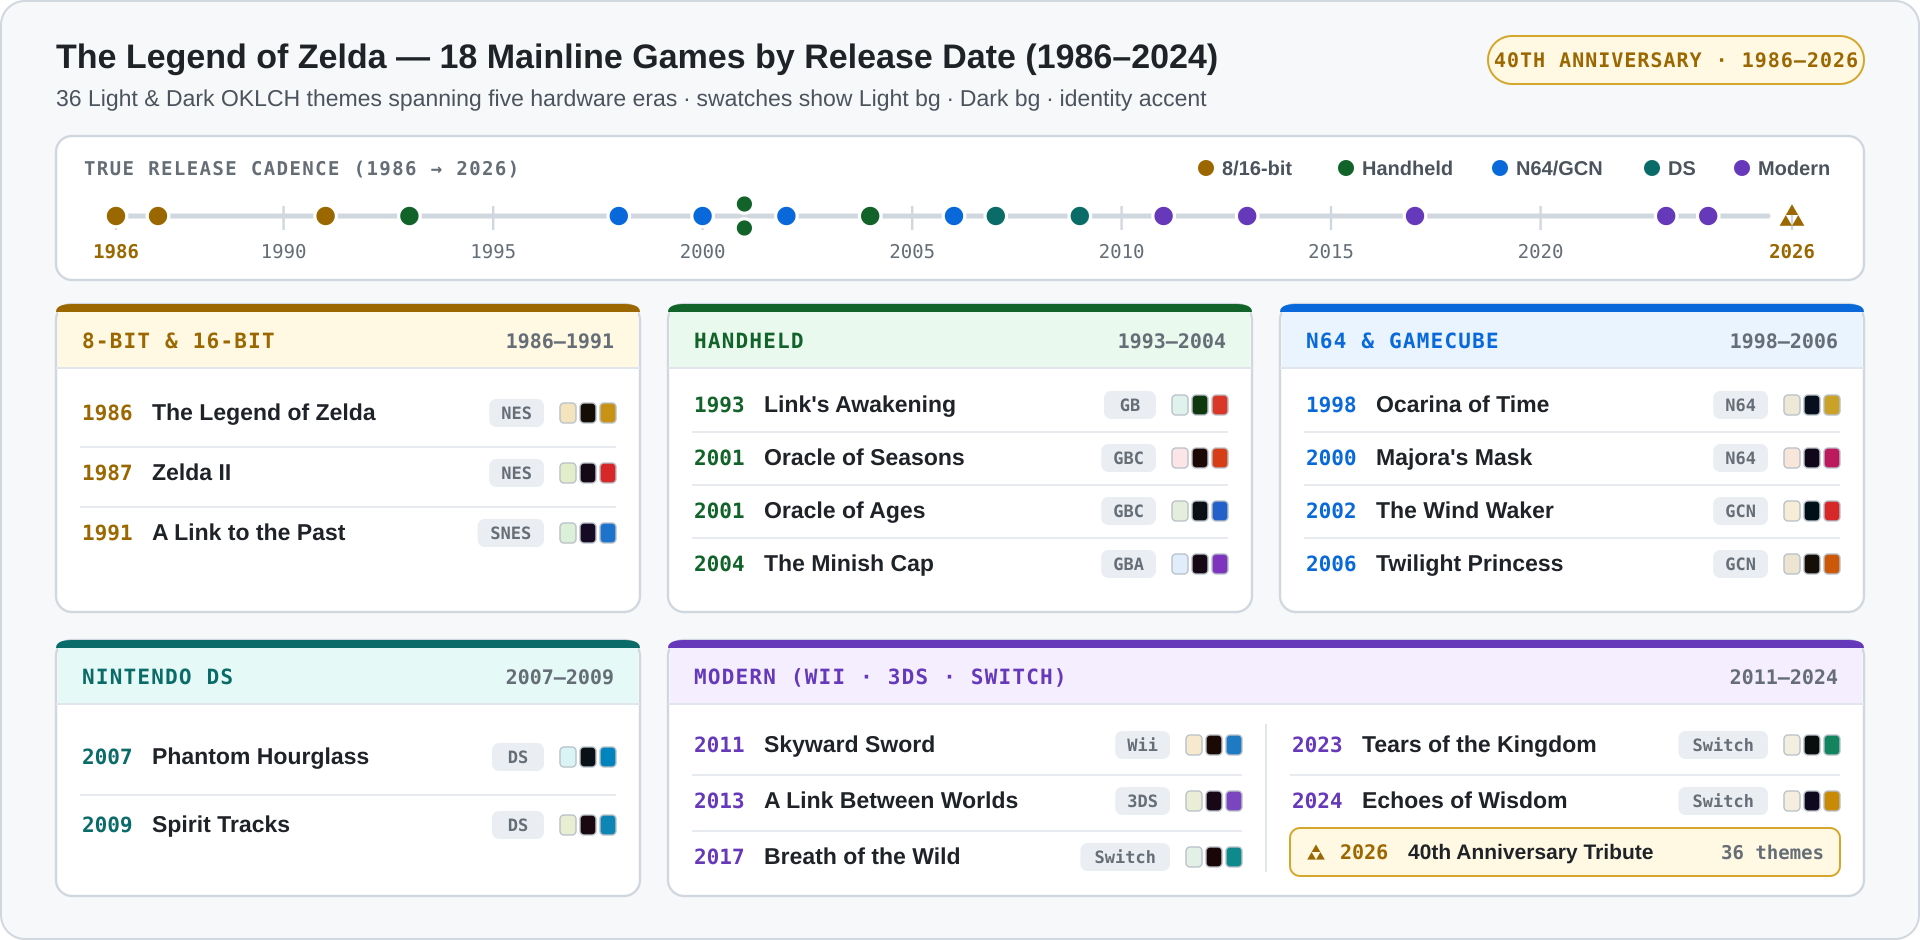 The Legend of Zelda — 18 Mainline Games by Release Date (1986–2024)
40TH ANNIVERSARY · 1986–2026
36 Light & Dark OKLCH themes spanning five hardware eras · swatches show Light bg · Dark bg · identity accent
TRUE RELEASE CADENCE (1986 → 2026)
8/16-bit
Handheld
N64/GCN
DS
Modern
1986
1990
1995
2000
2005
2010
2015
2020
2026
8-BIT & 16-BIT 1986–1991
1986 The Legend of Zelda NES
1987 Zelda II NES
1991 A Link to the Past SNES
HANDHELD 1993–2004
1993 Link's Awakening GB
2001 Oracle of Seasons GBC
2001 Oracle of Ages GBC
2004 The Minish Cap GBA
N64 & GAMECUBE 1998–2006
1998 Ocarina of Time N64
2000 Majora's Mask N64
2002 The Wind Waker GCN
2006 Twilight Princess GCN
NINTENDO DS 2007–2009
2007 Phantom Hourglass DS
2009 Spirit Tracks DS
MODERN (WII · 3DS · SWITCH) 2011–2024
2011 Skyward Sword Wii
2013 A Link Between Worlds 3DS
2017 Breath of the Wild Switch
2023 Tears of the Kingdom Switch
2024 Echoes of Wisdom Switch
2026 40th Anniversary Tribute 36 themes